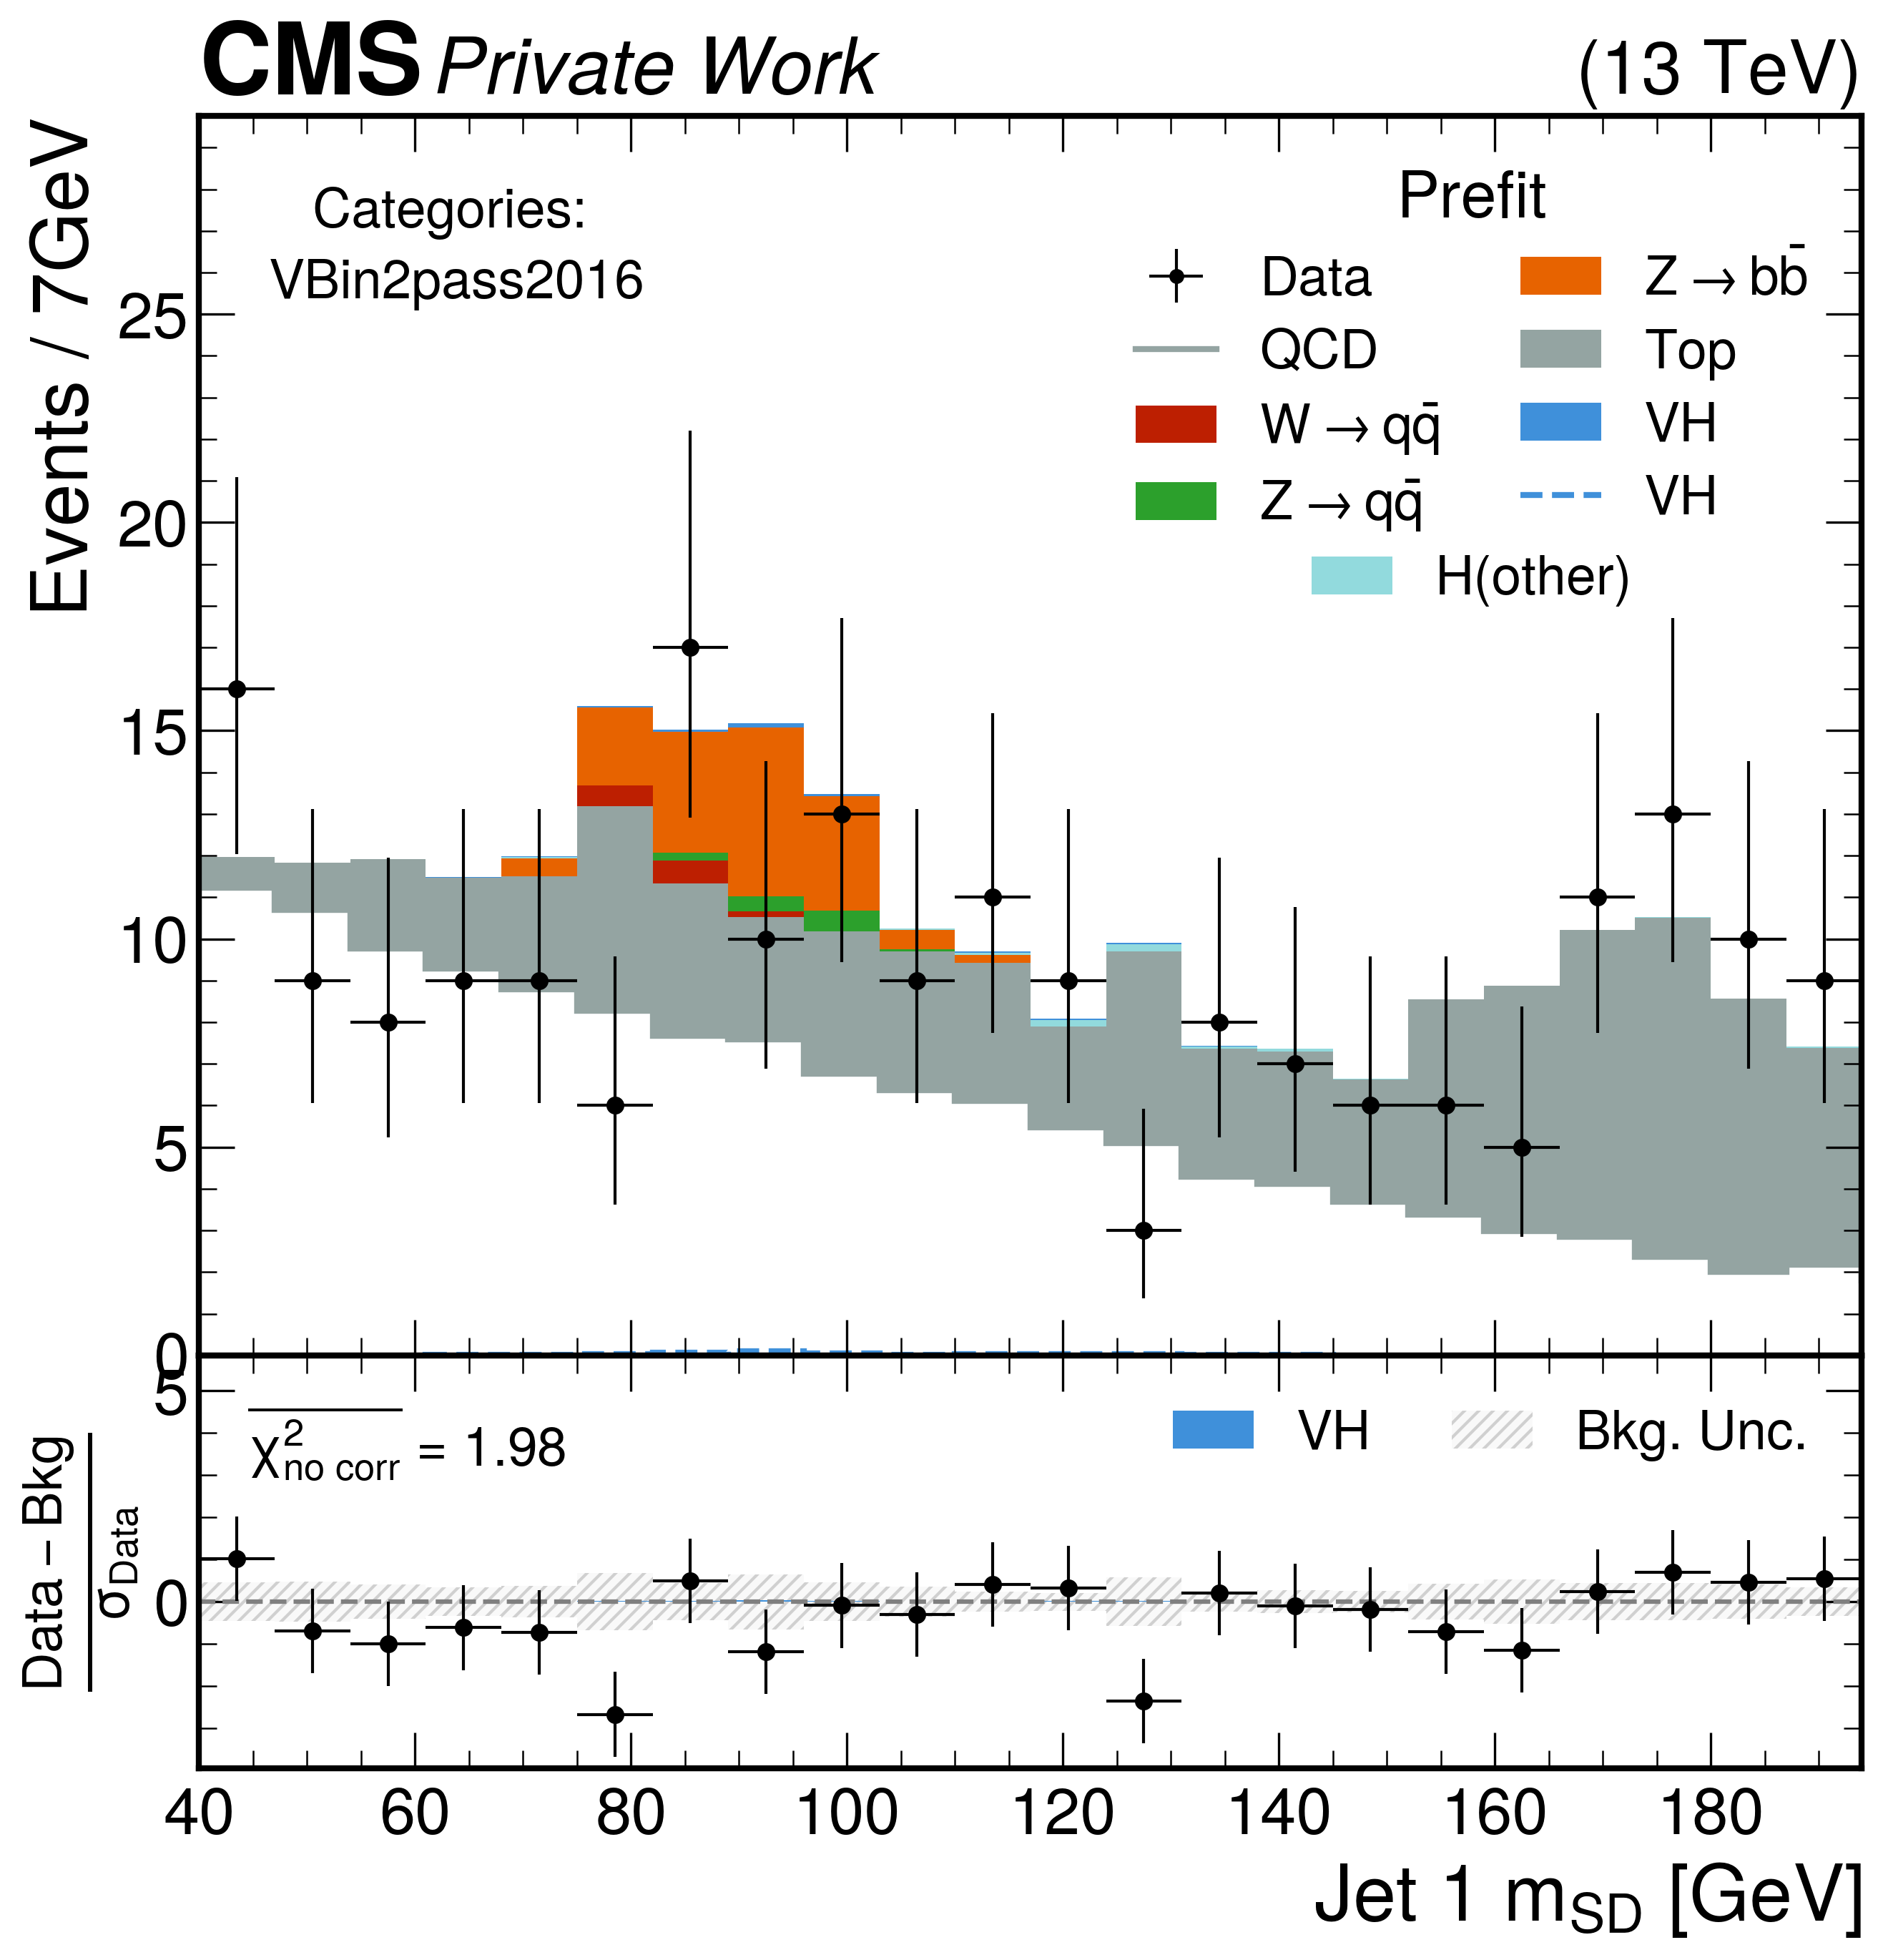 CMS Private Work (13 TeV)
Events / 7GeV
Categories:
VBin2pass2016
Prefit
Data
QCD
W → qq̄
Z → qq̄
Z → bb̄
Top
VH
VH
H(other)
25
20
15
10
5
0
Data − Bkg
σData
5
0
χ²no corr = 1.98
VH
Bkg. Unc.
40 60 80 100 120 140 160 180
Jet 1 mSD [GeV]